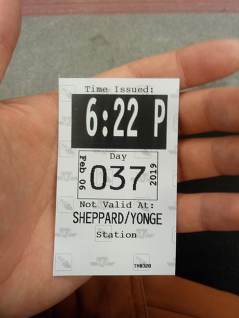 Time Issued:
6:22 P
Day
Feb 06
037
2019
Not Valid At:
SHEPPARD/YONGE
Station